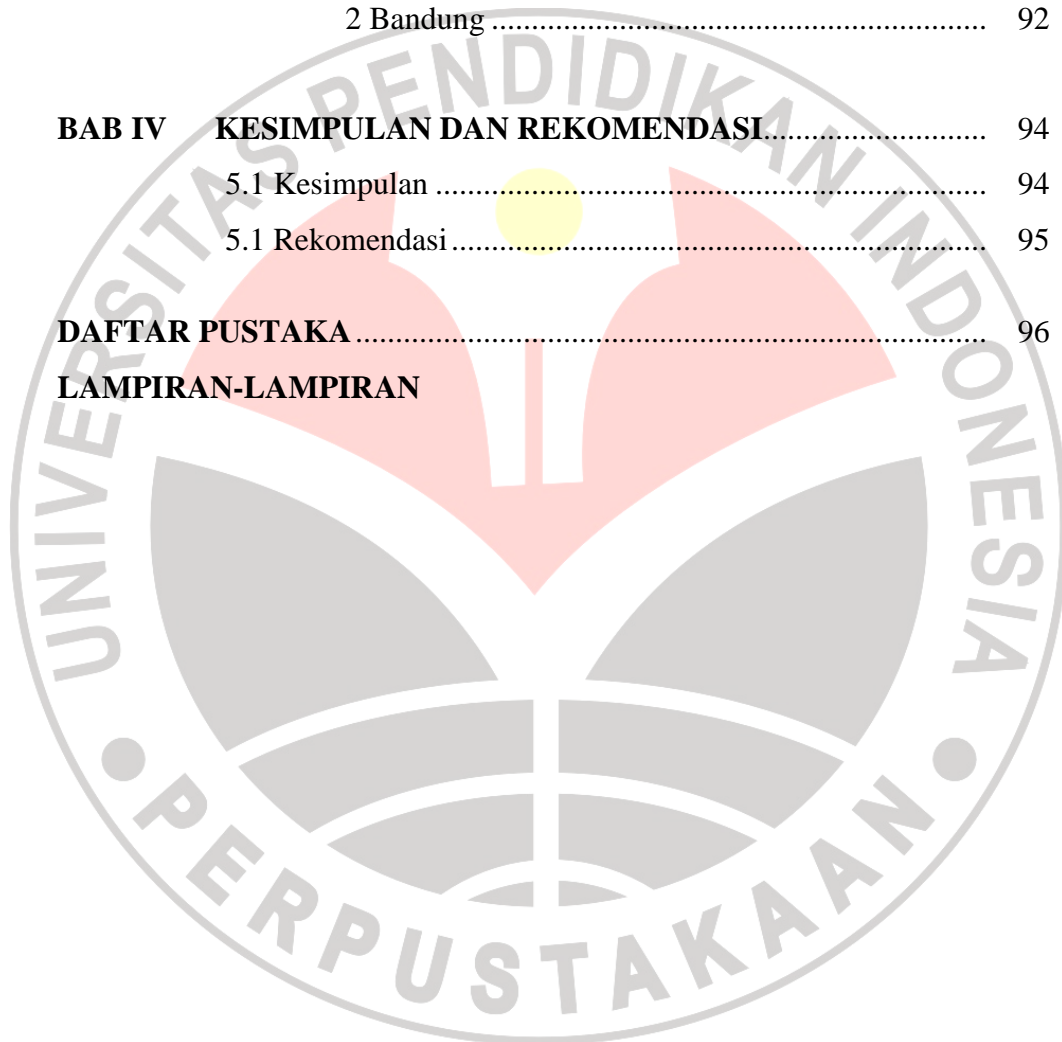 2 Bandung ................................................................ 92
BAB IV KESIMPULAN DAN REKOMENDASI............................. 94
5.1 Kesimpulan ....................................................................... 94
5.1 Rekomendasi ..................................................................... 95
DAFTAR PUSTAKA ................................................................................. 96
LAMPIRAN-LAMPIRAN
UNIVERSITAS PENDIDIKAN INDONESIA
PERPUSTAKAAN